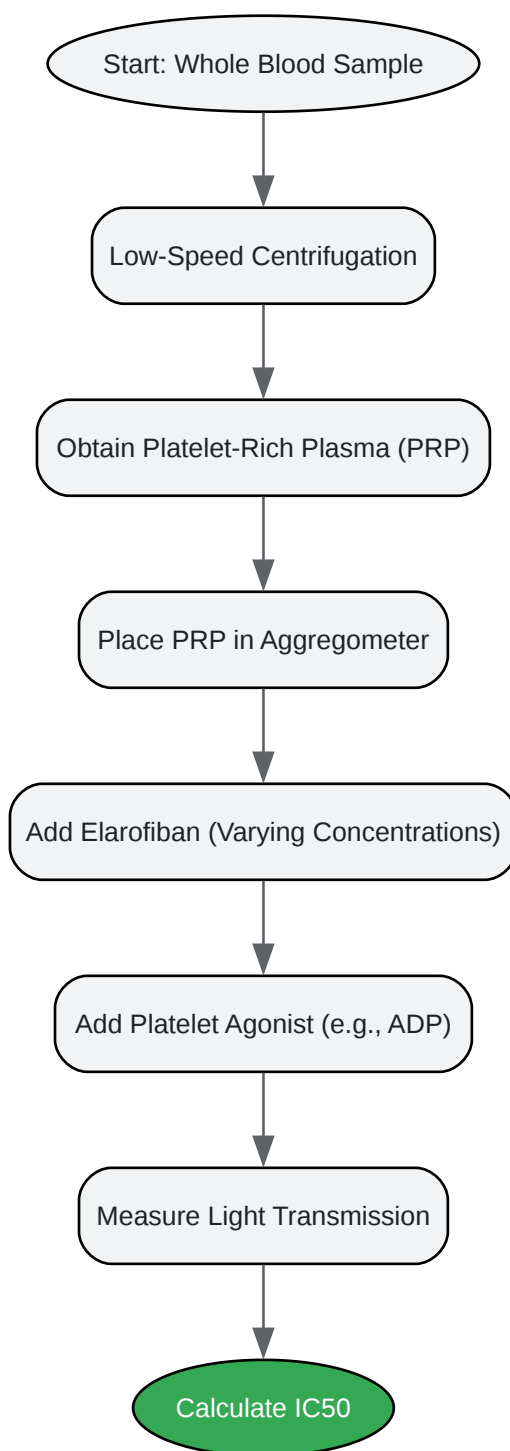 Start: Whole Blood Sample
Low-Speed Centrifugation
Obtain Platelet-Rich Plasma (PRP)
Place PRP in Aggregometer
Add Elarofiban (Varying Concentrations)
Add Platelet Agonist (e.g., ADP)
Measure Light Transmission
Calculate IC50